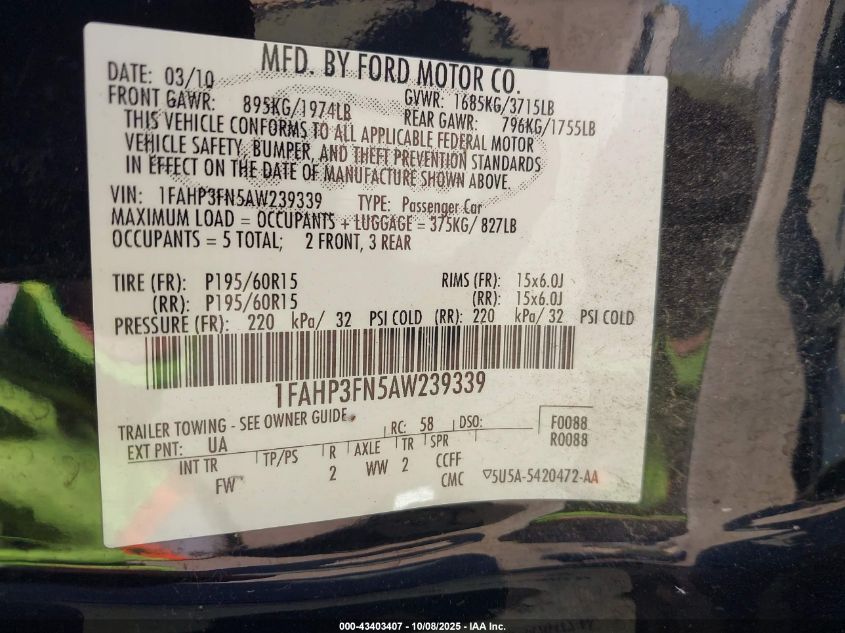 MFD. BY FORD MOTOR CO.
DATE: 03/10 GVWR: 1685KG/3715LB
FRONT GAWR: 895KG/1974LB REAR GAWR: 796KG/1755LB
THIS VEHICLE CONFORMS TO ALL APPLICABLE FEDERAL MOTOR
VEHICLE SAFETY, BUMPER, AND THEFT PREVENTION STANDARDS
IN EFFECT ON THE DATE OF MANUFACTURE SHOWN ABOVE.
VIN: 1FAHP3FN5AW239339 TYPE: Passenger Car
MAXIMUM LOAD = OCCUPANTS + LUGGAGE = 375KG/ 827LB
OCCUPANTS = 5 TOTAL; 2 FRONT, 3 REAR
TIRE (FR): P195/60R15 RIMS (FR): 15x6.0J
(RR): P195/60R15 (RR): 15x6.0J
PRESSURE (FR): 220 kPa/ 32 PSI COLD (RR): 220 kPa/ 32 PSI COLD
1FAHP3FN5AW239339
TRAILER TOWING - SEE OWNER GUIDE RC: 58 DSO: F0088
EXT PNT: UA R0088
INT TR TP/PS R AXLE TR SPR
FW 2 WW 2 CCFF
CMC 5U5A-5420472-AA
000-43403407 - 10/08/2025 - IAA Inc.